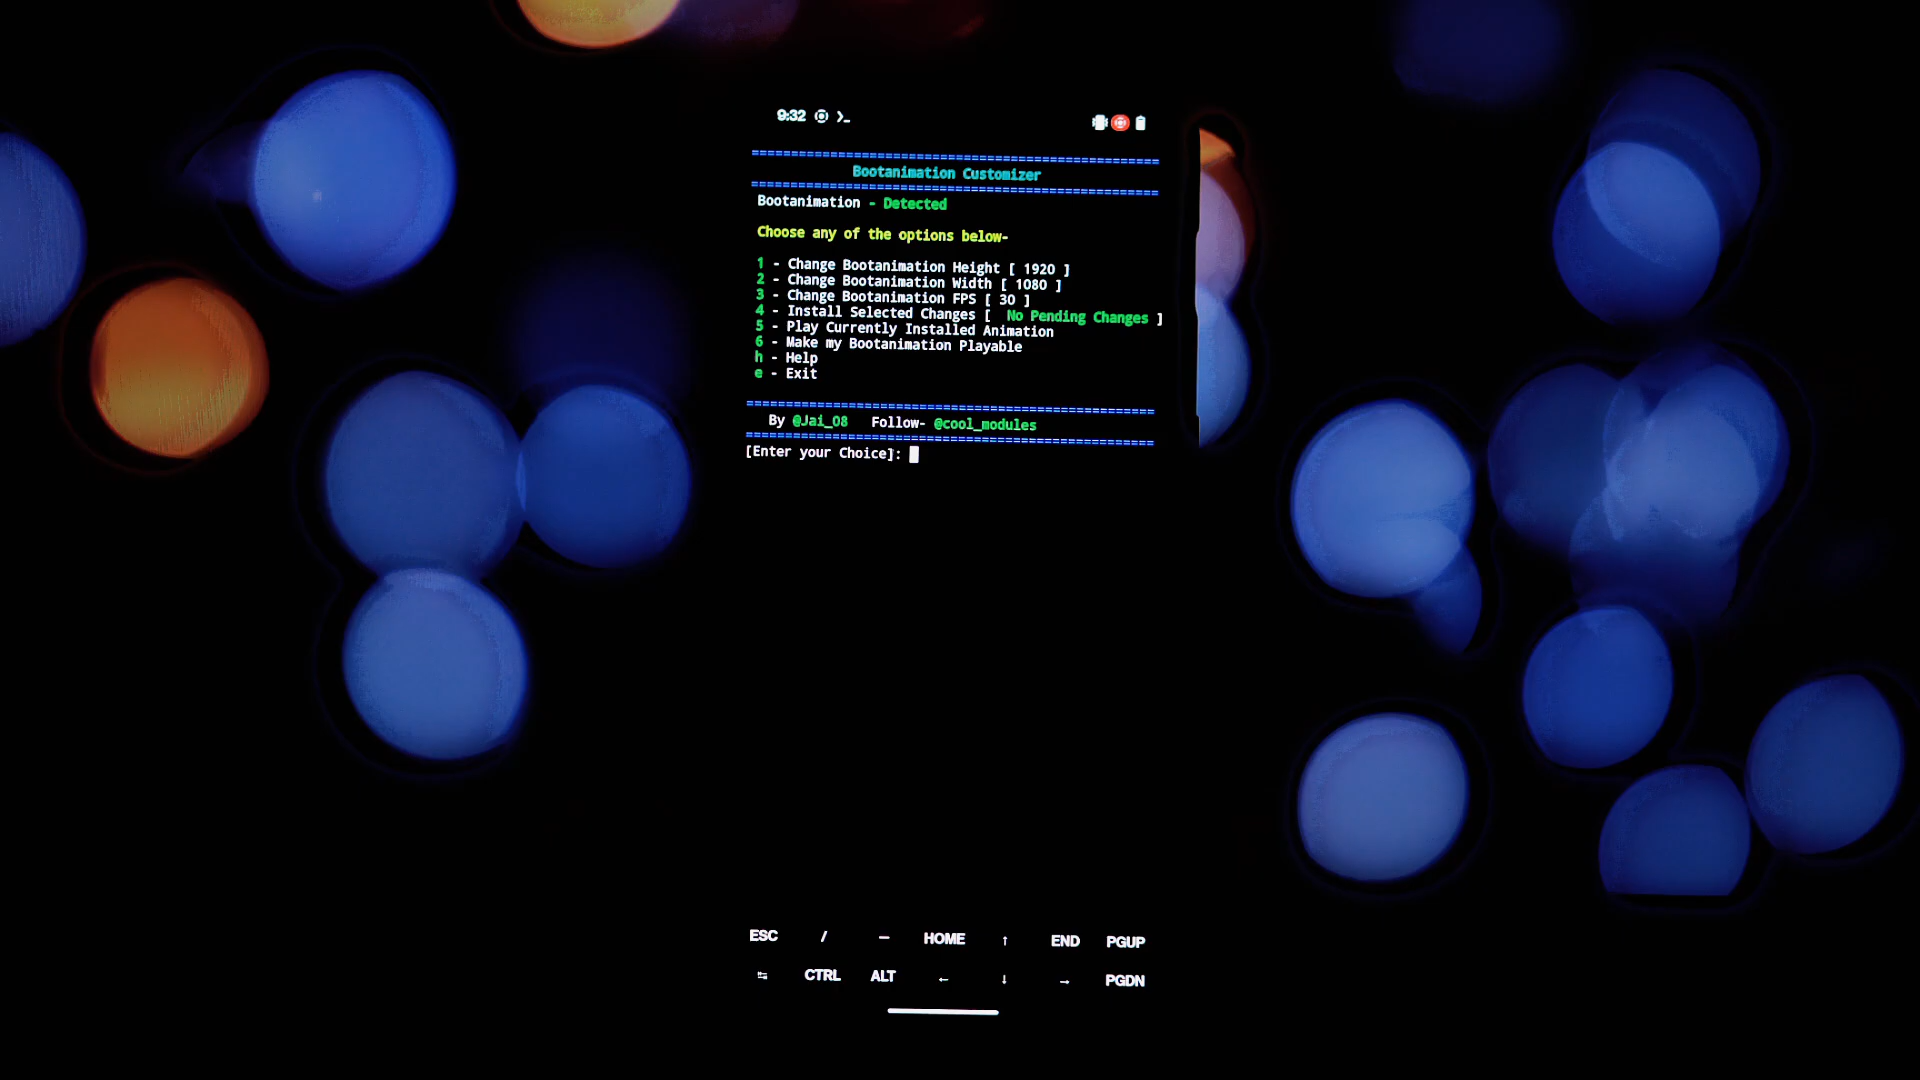 9:32
==================================================
Bootanimation Customizer
==================================================
Bootanimation - Detected
Choose any of the options below-
1 - Change Bootanimation Height [ 1920 ]
2 - Change Bootanimation Width [ 1080 ]
3 - Change Bootanimation FPS [ 30 ]
4 - Install Selected Changes [ No Pending Changes ]
5 - Play Currently Installed Animation
6 - Make my Bootanimation Playable
h - Help
e - Exit
==================================================
By @Jai_08 Follow- @cool_modules
==================================================
[Enter your Choice]:
ESC / — HOME ↑ END PGUP
⇆ CTRL ALT ← ↓ → PGDN